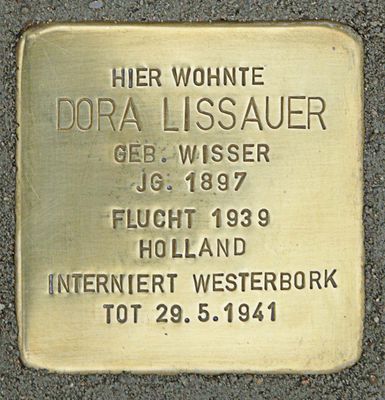 HIER WOHNTE
DORA LISSAUER
GEB. WISSER
JG. 1897
FLUCHT 1939
HOLLAND
INTERNIERT WESTERBORK
TOT 29.5.1941